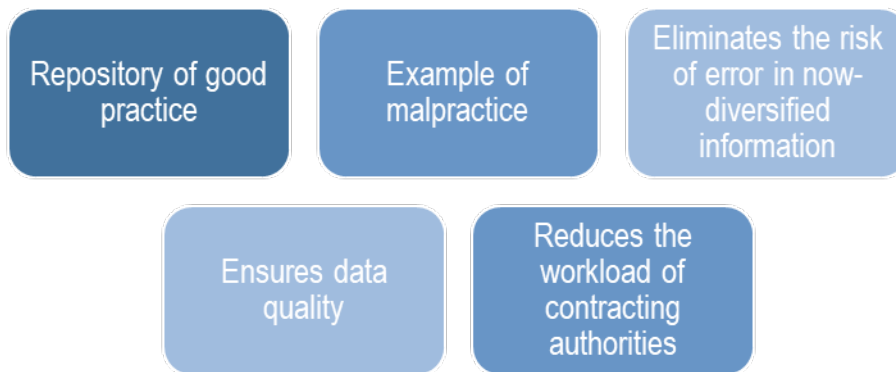 Repository of good
practice
Example of
malpractice
Eliminates the risk
of error in now-
diversified
information
Ensures data
quality
Reduces the
workload of
contracting
authorities